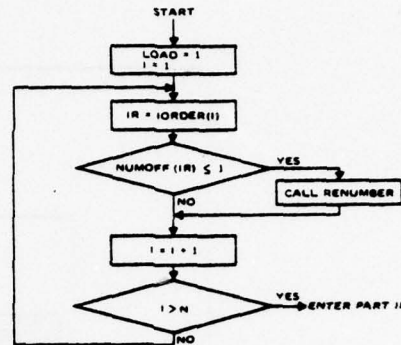 START
LOAD = 1
I = 1
IR = IORDER(I)
NUMOFF (IR) ≤ 1
YES
CALL RENUMBER
NO
I = I + 1
I > N
YES
ENTER PART II
NO